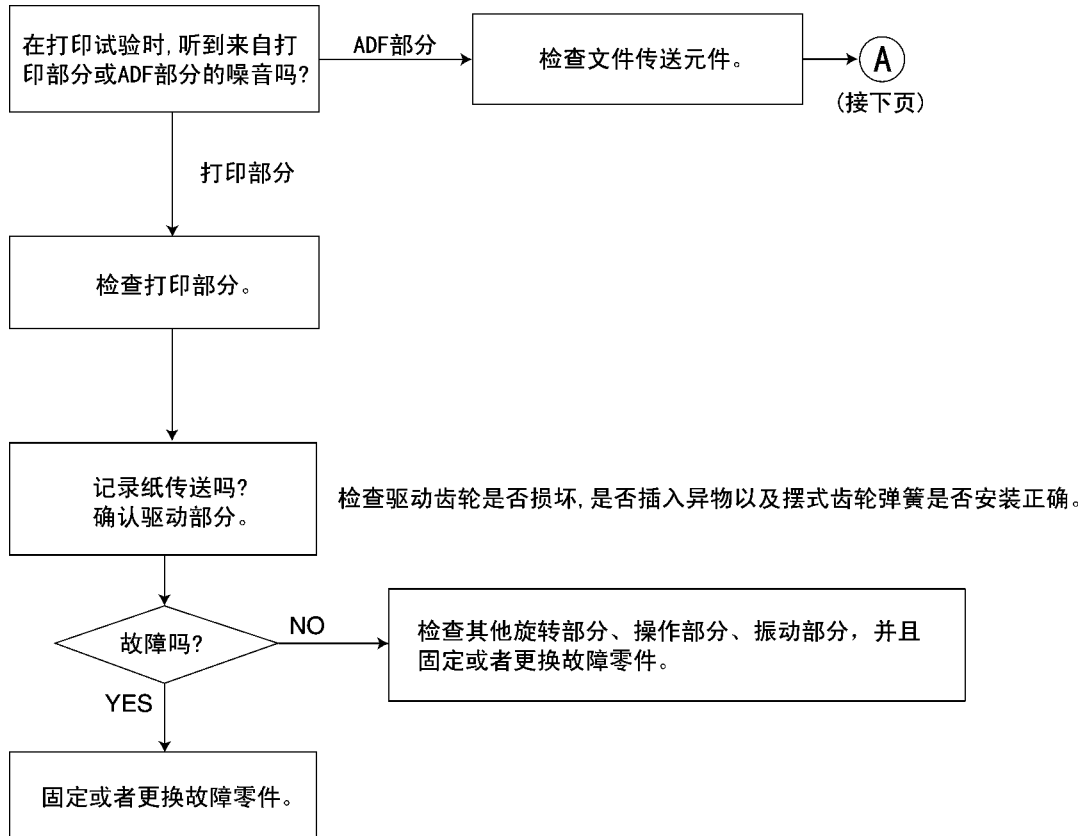 在打印试验时,听到来自打
印部分或ADF部分的噪音吗?
ADF部分
检查文件传送元件。
A
(接下页)
打印部分
检查打印部分。
记录纸传送吗?
确认驱动部分。
检查驱动齿轮是否损坏,是否插入异物以及摆式齿轮弹簧是否安装正确。
故障吗?
NO
检查其他旋转部分、操作部分、振动部分，并且
固定或者更换故障零件。
YES
固定或者更换故障零件。